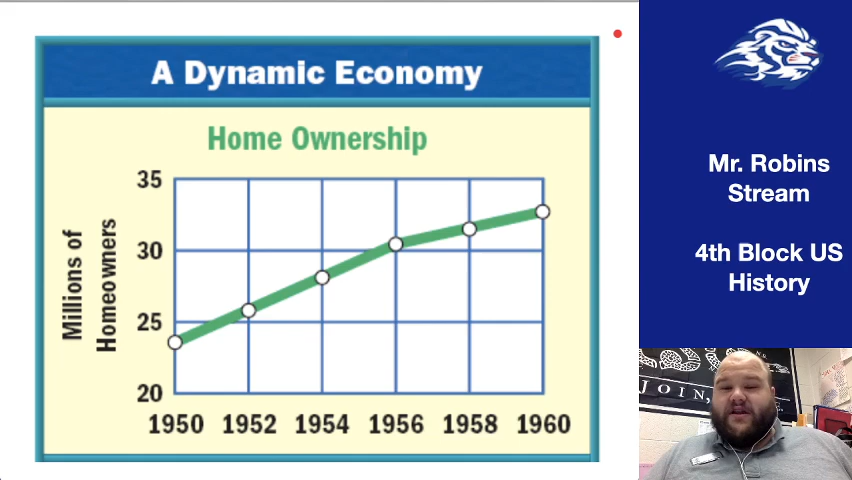 A Dynamic Economy
Home Ownership
Millions of
Homeowners
35
30
25
20
1950 1952 1954 1956 1958 1960
Mr. Robins
Stream
4th Block US
History
JOIN,